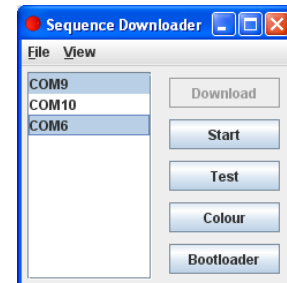 Sequence Downloader
File View
COM9
COM10
COM6
Download
Start
Test
Colour
Bootloader